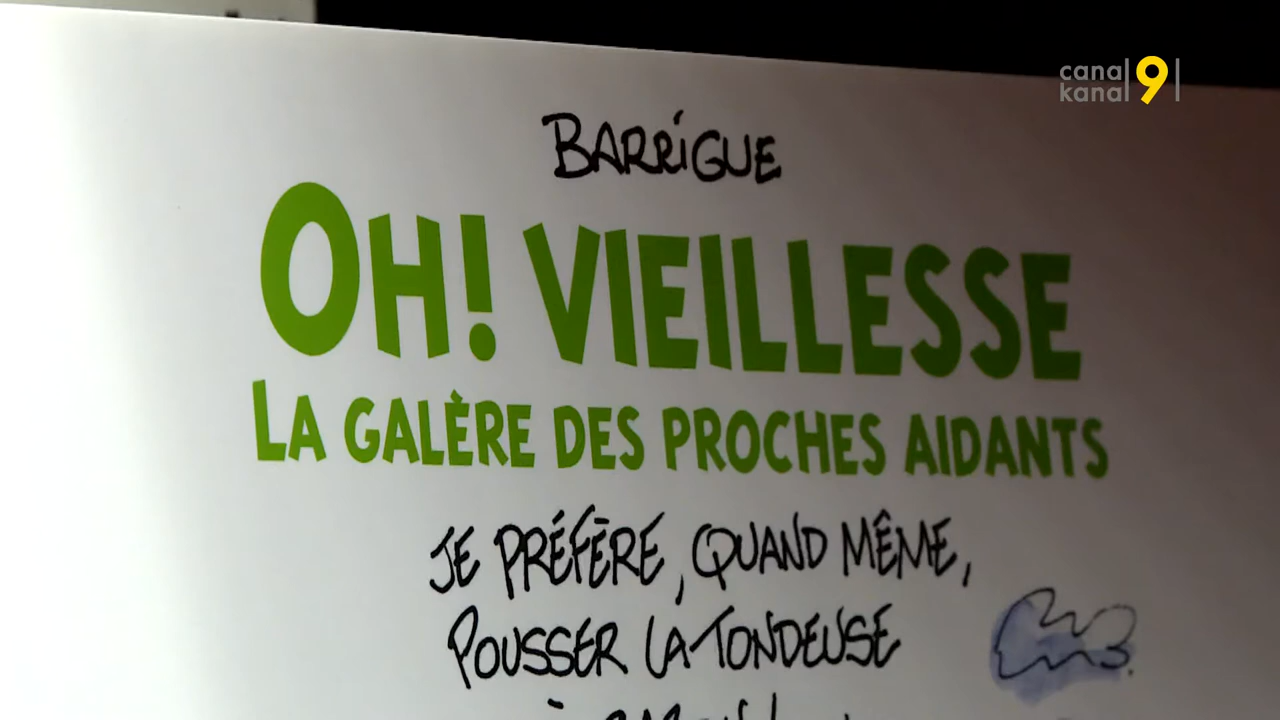 canal 9
kanal
BARRIGUE
OH! VIEILLESSE
LA GALÈRE DES PROCHES AIDANTS
JE PRÉFÈRE, QUAND MÊME,
POUSSER LA TONDEUSE